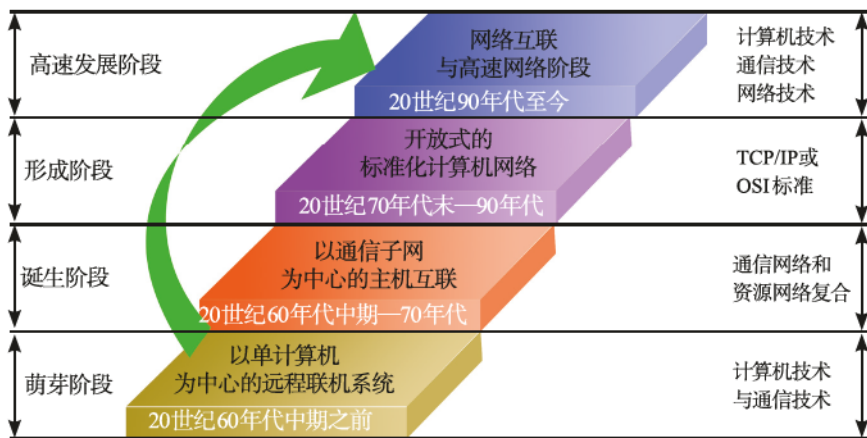 高速发展阶段
网络互联
与高速网络阶段
20世纪90年代至今
计算机技术
通信技术
网络技术
形成阶段
开放式的
标准化计算机网络
20世纪70年代末—90年代
TCP/IP或
OSI标准
诞生阶段
以通信子网
为中心的主机互联
20世纪60年代中期—70年代
通信网络和
资源网络复合
萌芽阶段
以单计算机
为中心的远程联机系统
20世纪60年代中期之前
计算机技术
与通信技术